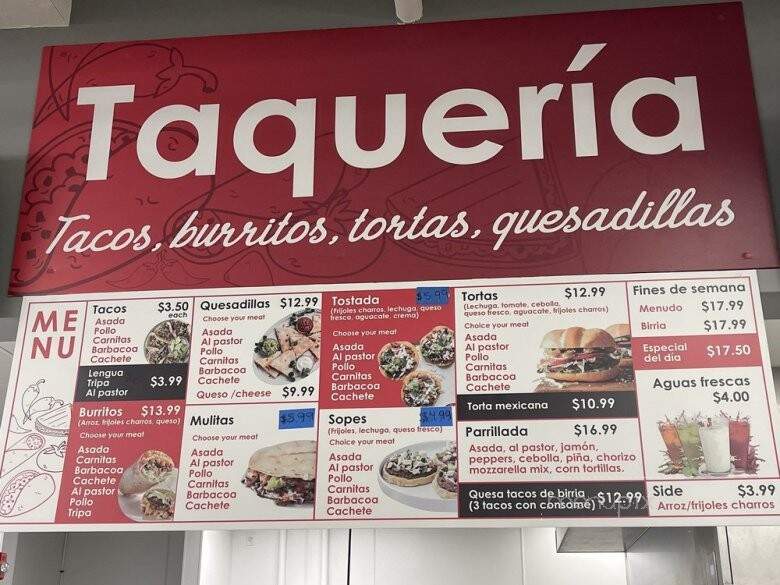 Taquería
Tacos, burritos, tortas, quesadillas
ME
NU
Tacos $3.50
each
Asada
Pollo
Carnitas
Barbacoa
Cachete
Lengua
Tripa
Al pastor
$3.99
Burritos $13.99
(Arroz, frijoles charros, queso)
Choose your meat
Asada
Carnitas
Barbacoa
Cachete
Al pastor
Pollo
Tripa
Quesadillas $12.99
Choose your meat
Asada
Al pastor
Pollo
Carnitas
Barbacoa
Cachete
Queso /cheese $9.99
Mulitas $5.99
Choose your meat
Asada
Al pastor
Pollo
Carnitas
Barbacoa
Cachete
Tostada $5.99
(Frijoles charros, lechuga, queso
fresco, aguacate, crema)
Choose your meat
Asada
Al pastor
Pollo
Carnitas
Barbacoa
Cachete
Sopes $4.99
(Frijoles, lechuga, queso fresco)
Choice your meat
Asada
Al pastor
Pollo
Carnitas
Barbacoa
Cachete
Tortas $12.99
(Lechuga, tomate, cebolla,
queso fresco, aguacate, frijoles charros)
Choice your meat
Asada
Al pastor
Pollo
Carnitas
Barbacoa
Cachete
Torta mexicana $10.99
Parrillada $16.99
Asada, al pastor, jamón,
peppers, cebolla, piña, chorizo
mozzarella mix, corn tortillas.
Quesa tacos de birria
(3 tacos con consomé) $12.99
Fines de semana
Menudo $17.99
Birria $17.99
Especial
del día
$17.50
Aguas frescas
$4.00
Side $3.99
Arroz/frijoles charros